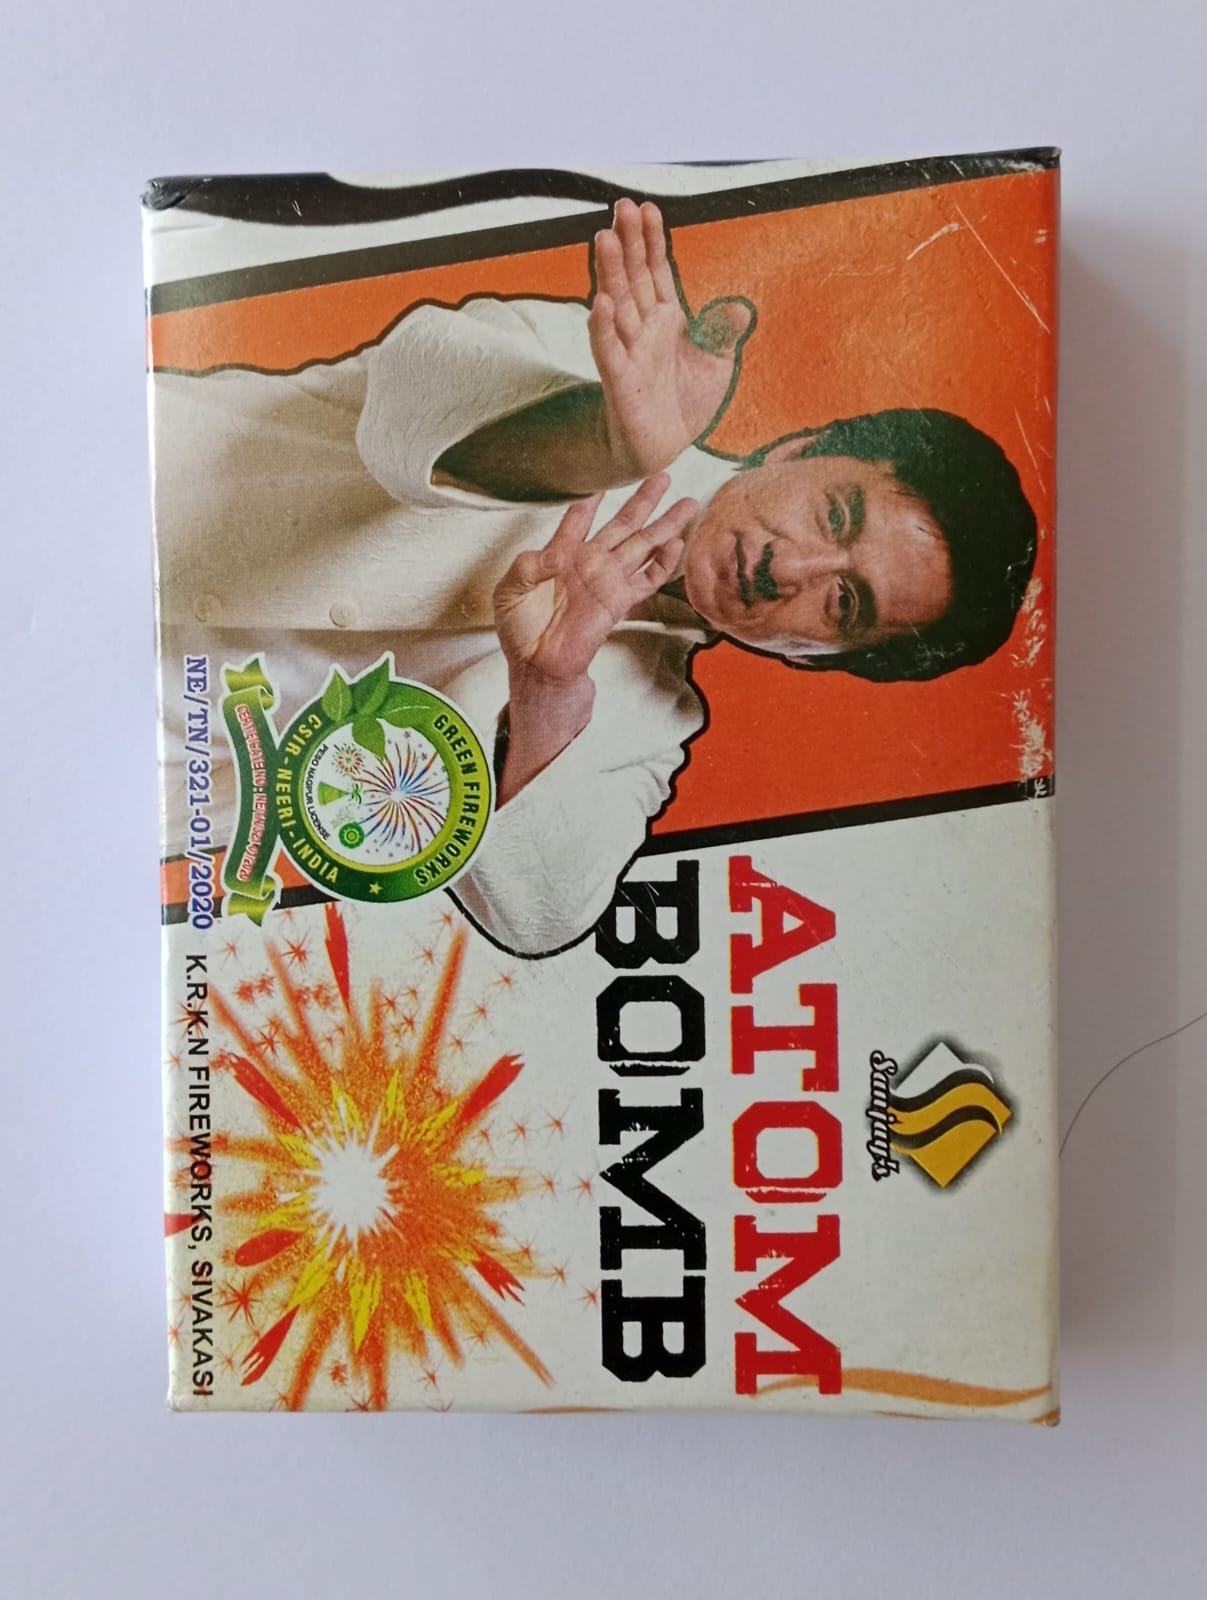 Sanjay's
ATOM
BOMB
GREEN FIREWORKS
CSIR - NEERI - INDIA
PESO NAGPUR LICENSE
NE/TN/321-01/2020
K.R.K.N FIREWORKS, SIVAKASI